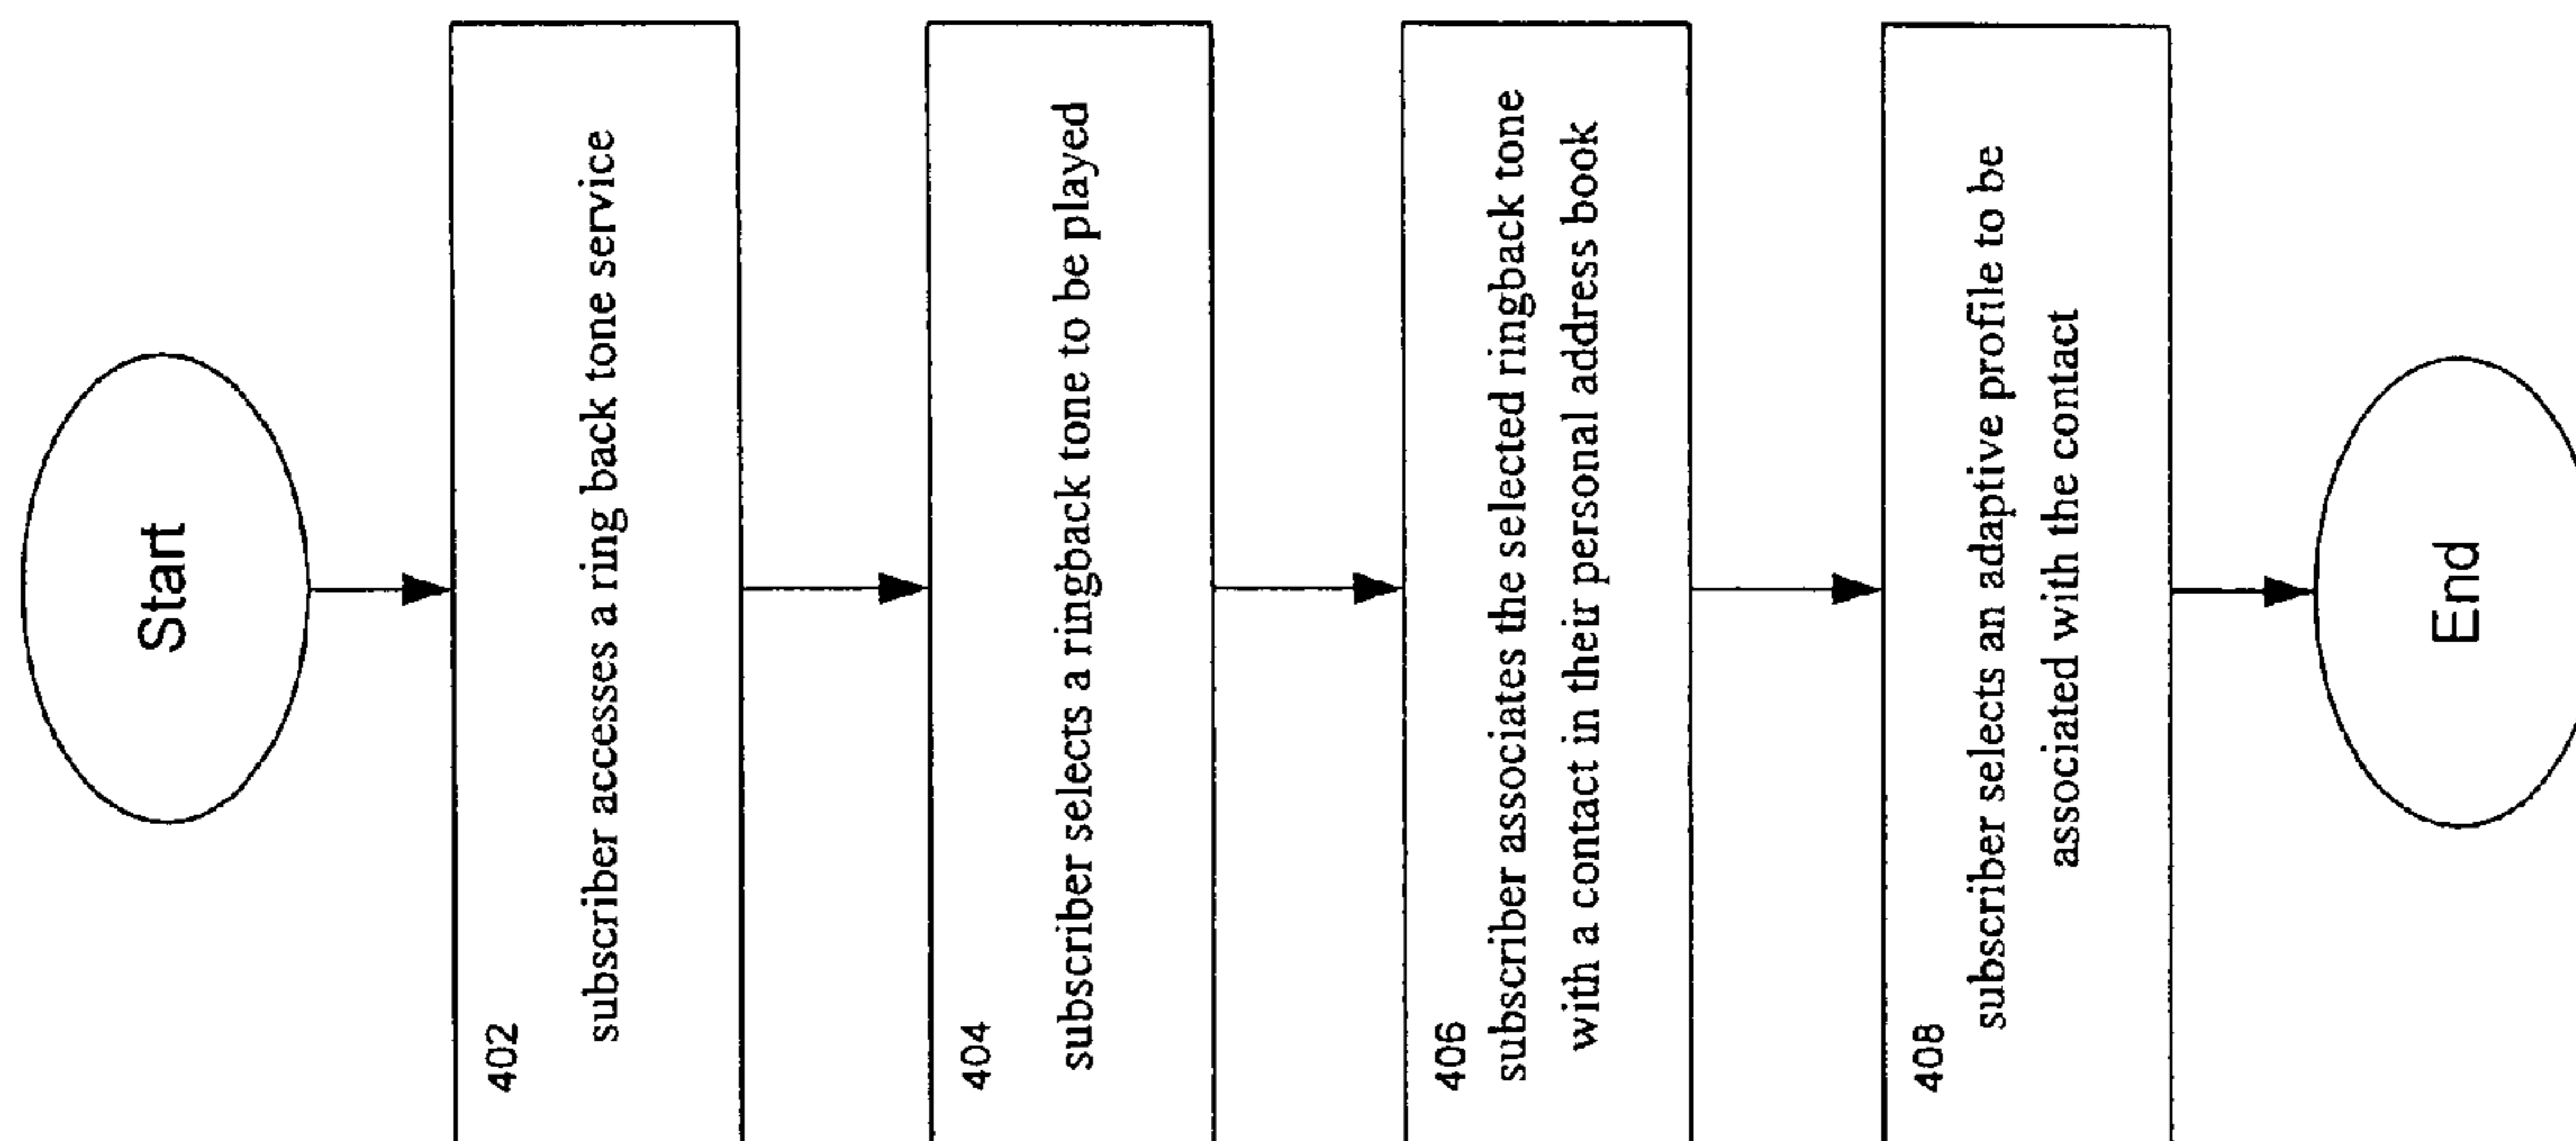 Start
402
subscriber accesses a ring back tone service
404
subscriber selects a ringback tone to be played
406
subscriber associates the selected ringback tone
with a contact in their personal address book
408
subscriber selects an adaptive profile to be
associated with the contact
End